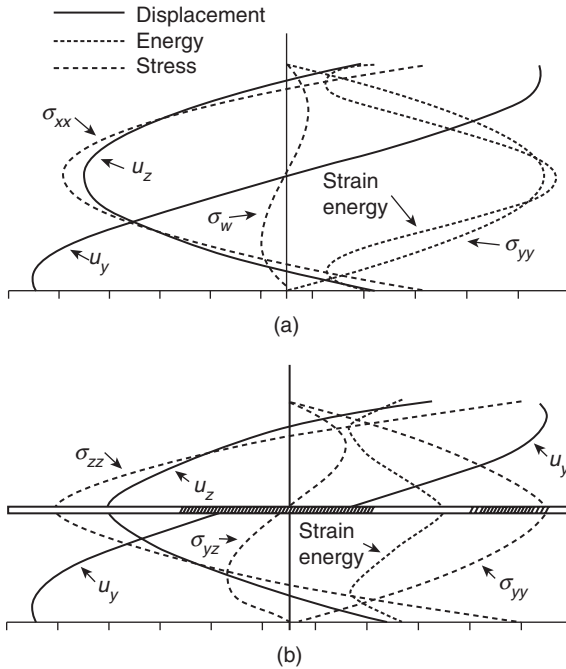 Displacement
Energy
Stress
σxx
uz
σw
Strain
energy
σyy
uy
(a)
σzz
uz
uy
σyz
Strain
energy
σyy
uy
(b)